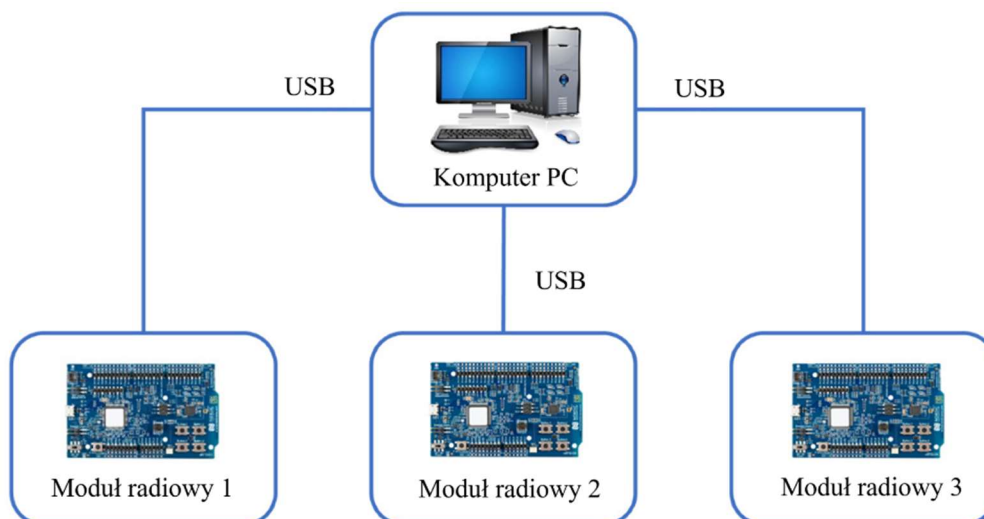 USB
USB
Komputer PC
USB
Moduł radiowy 1
Moduł radiowy 2
Moduł radiowy 3